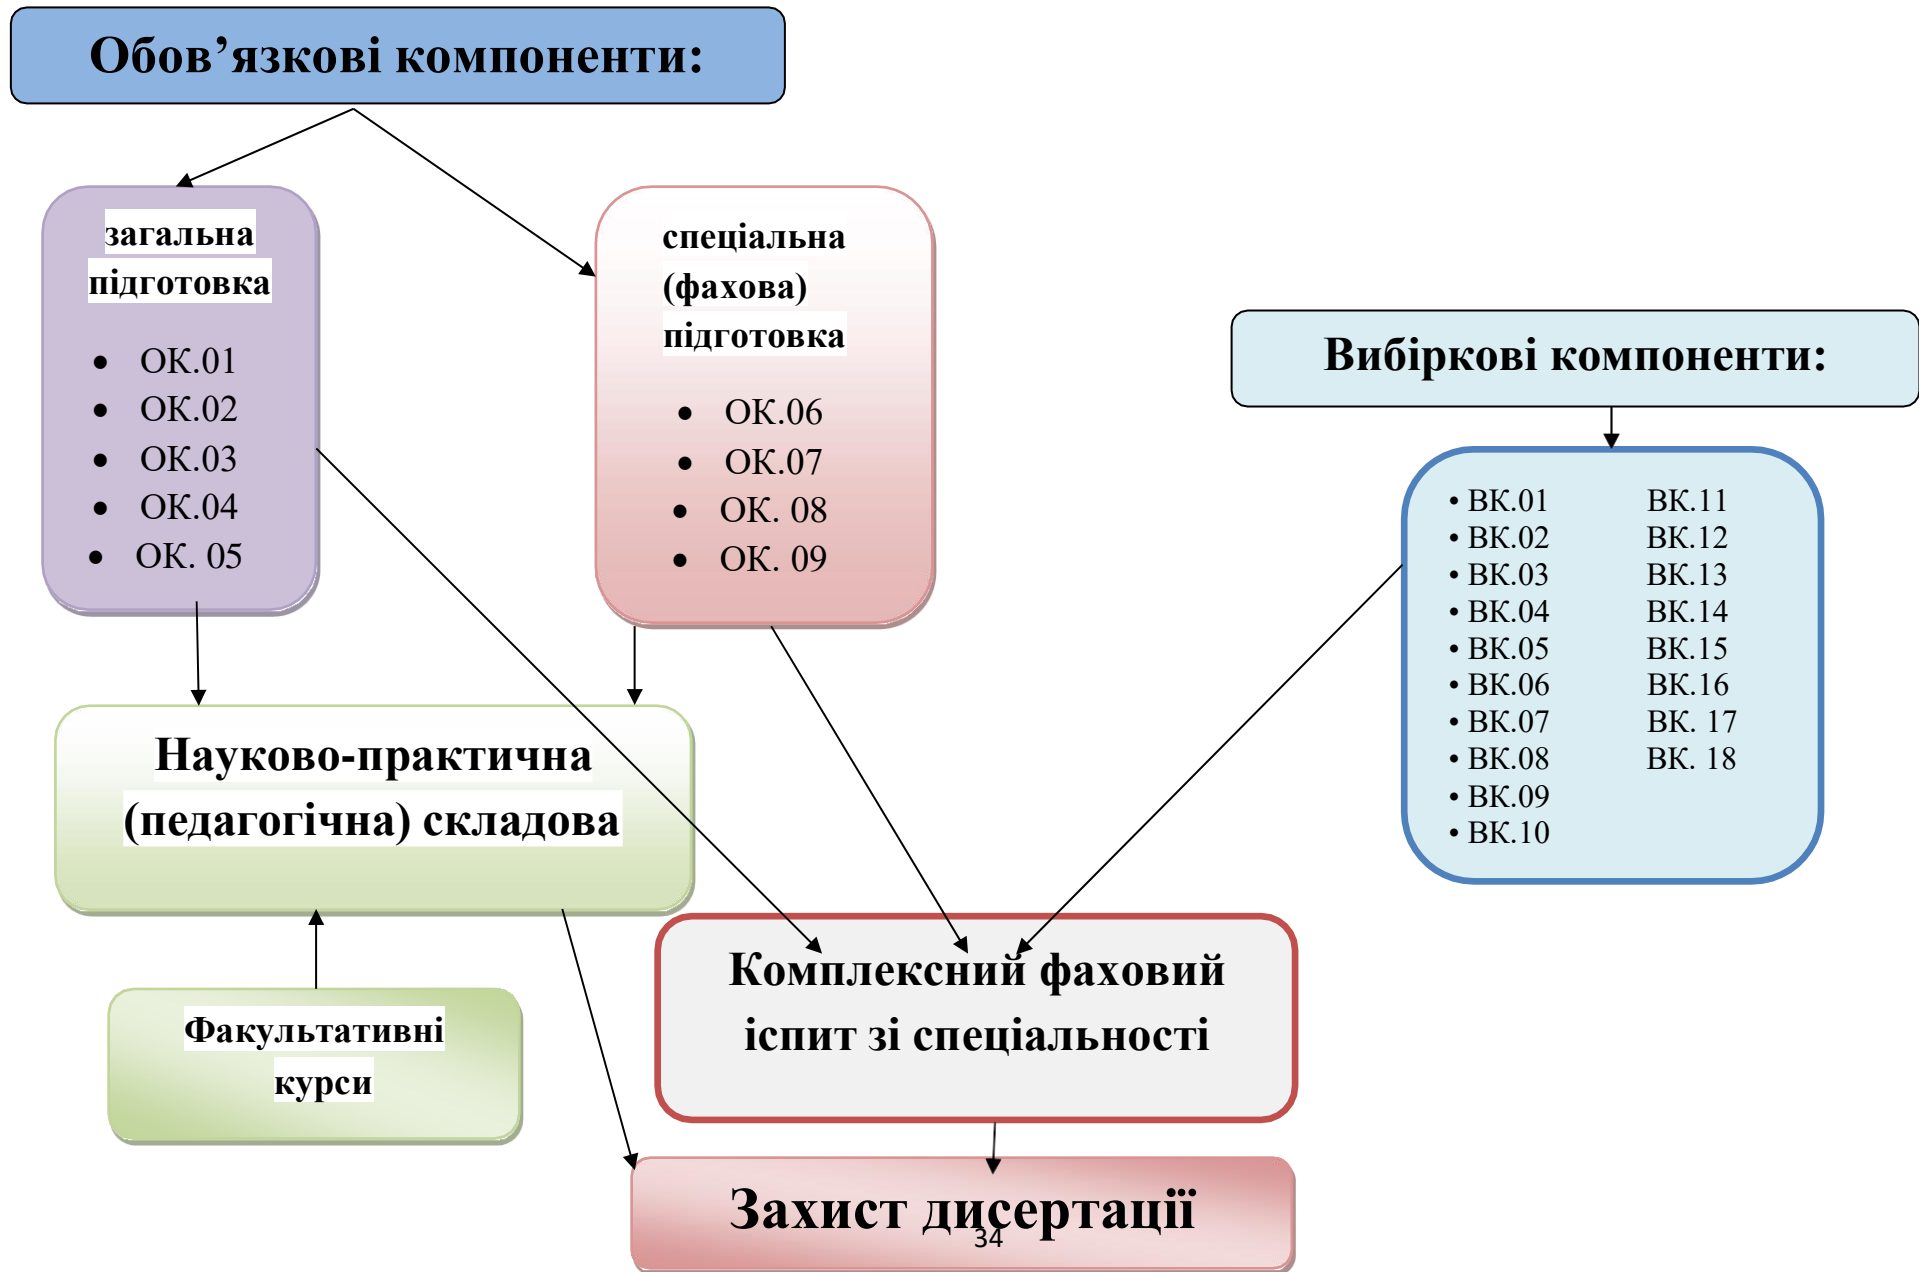 Обов’язкові компоненти:
загальна
підготовка
• ОК.01
• ОК.02
• ОК.03
• ОК.04
• ОК. 05
спеціальна
(фахова)
підготовка
• ОК.06
• ОК.07
• ОК. 08
• ОК. 09
Вибіркові компоненти:
• ВК.01
• ВК.02
• ВК.03
• ВК.04
• ВК.05
• ВК.06
• ВК.07
• ВК.08
• ВК.09
• ВК.10
ВК.11
ВК.12
ВК.13
ВК.14
ВК.15
ВК.16
ВК. 17
ВК. 18
Науково-практична
(педагогічна) складова
Факультативні
курси
Комплексний фаховий
іспит зі спеціальності
Захист дисертації
34